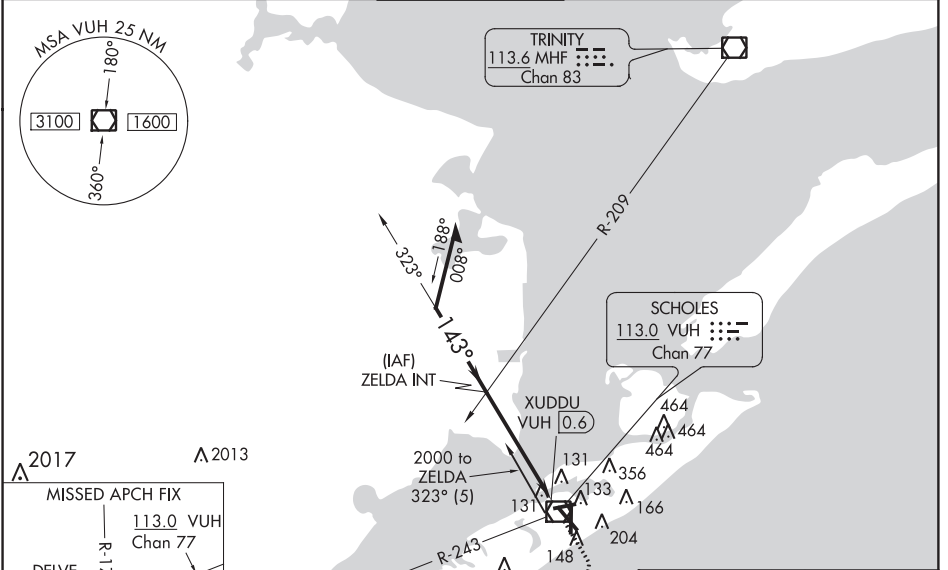 MSA VUH 25 NM
180°
3100
1600
360°
TRINITY
113.6 MHF
Chan 83
R-209
323°
188°
008°
143°
(IAF)
ZELDA INT
SCHOLES
113.0 VUH
Chan 77
XUDDU
VUH 0.6
2000 to
ZELDA
323° (5)
464
464
464
131
356
131
133
166
204
148
R-243
2017
2013
MISSED APCH FIX
113.0 VUH
Chan 77